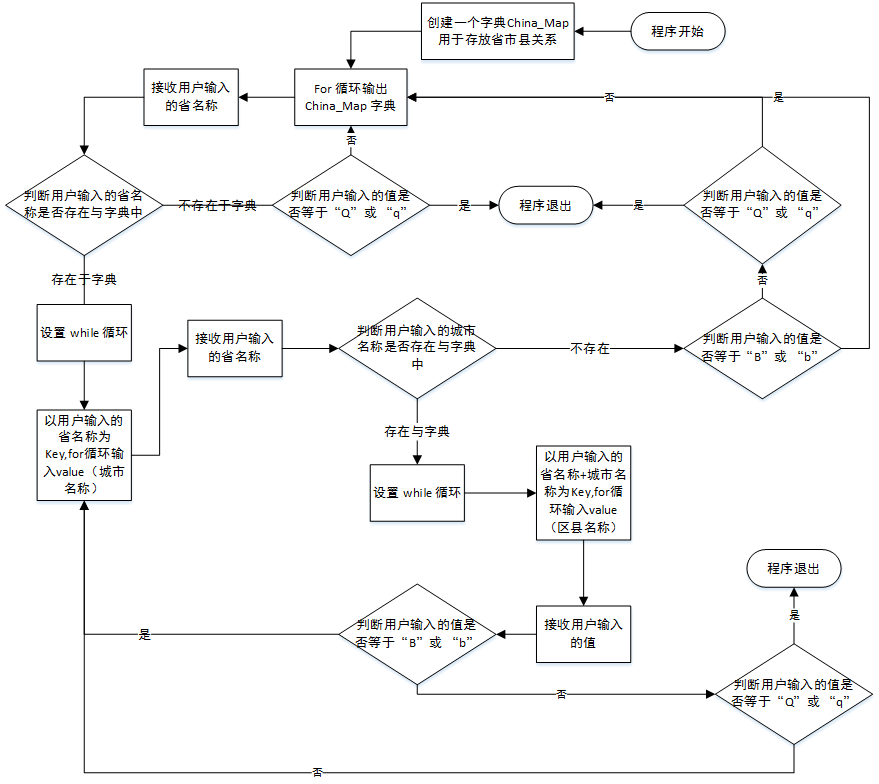 创建一个字典China_Map
用于存放省市县关系
程序开始
For 循环输出
China_Map 字典
接收用户输入
的省名称
否
是
否
判断用户输入的省名
称是否存在与字典中
不存在于字典
判断用户输入的值是
否等于“Q”或 “q”
是
程序退出
是
判断用户输入的值是
否等于“Q”或 “q”
存在于字典
否
设置 while 循环
接收用户输入
的省名称
判断用户输入的城市
名称是否存在与字典
中
不存在
判断用户输入的值是
否等于“B”或 “b”
以用户输入的
省名称为
Key,for循环输
入value（城市
名称）
存在与字典
设置 while 循环
以用户输入的
省名称+城市名
称为Key,for循
环输入value
（区县名称）
程序退出
是
接收用户输入
的值
判断用户输入的值是
否等于“B”或 “b”
是
否
判断用户输入的值是
否等于“Q”或 “q”
否